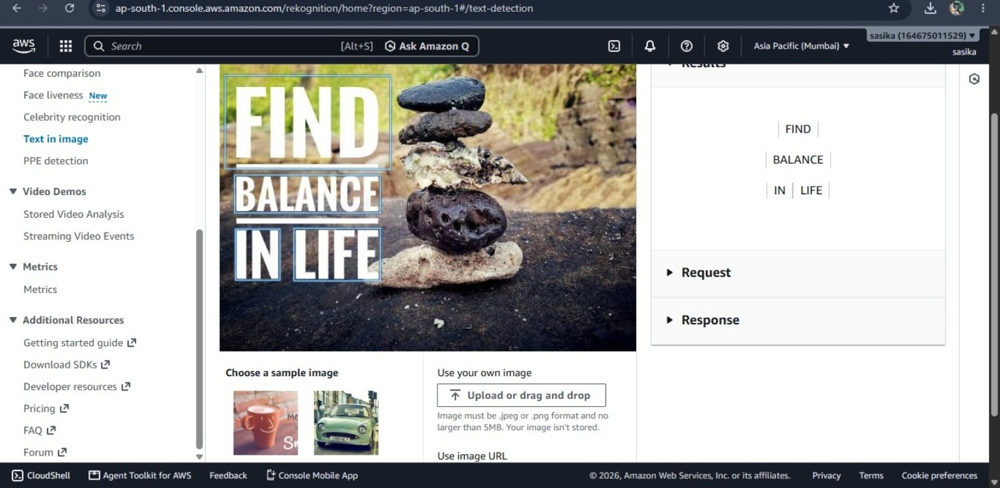 ap-south-1.console.aws.amazon.com/rekognition/home?region=ap-south-1#/text-detection
aws
Search
[Alt+S]
Ask Amazon Q
Asia Pacific (Mumbai)
sasika (164675011529)
sasika
Face comparison
Face liveness New
Celebrity recognition
Text in image
PPE detection
Video Demos
Stored Video Analysis
Streaming Video Events
Metrics
Metrics
Additional Resources
Getting started guide
Download SDKs
Developer resources
Pricing
FAQ
Forum
FIND
BALANCE
IN LIFE
Choose a sample image
Use your own image
Upload or drag and drop
Image must be .jpeg or .png format and no
larger than 5MB. Your image isn't stored.
Use image URL
Results
FIND
BALANCE
IN LIFE
Request
Response
CloudShell
Agent Toolkit for AWS
Feedback
Console Mobile App
© 2026, Amazon Web Services, Inc. or its affiliates.
Privacy
Terms
Cookie preferences